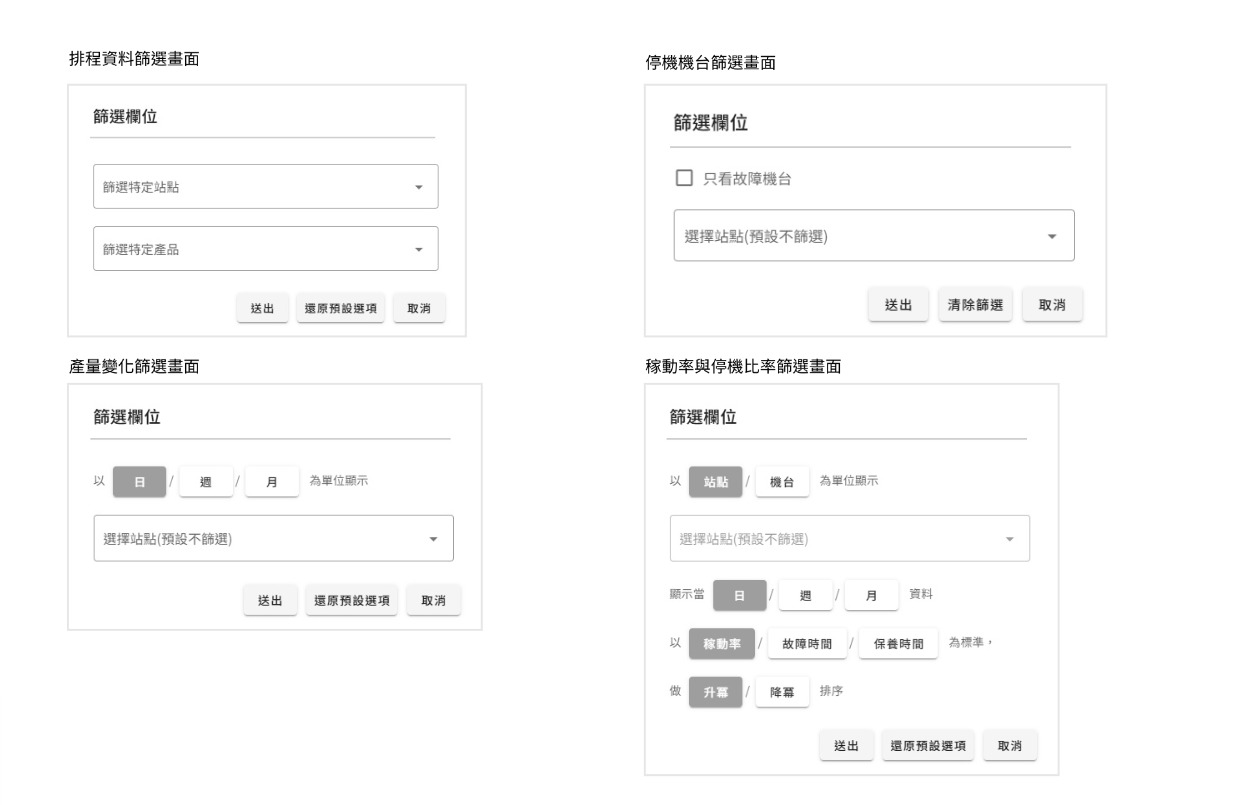 排程資料篩選畫面
篩選欄位
篩選特定站點
篩選特定產品
送出 還原預設選項 取消
停機機台篩選畫面
篩選欄位
只看故障機台
選擇站點(預設不篩選)
送出 清除篩選 取消
產量變化篩選畫面
篩選欄位
以 日 / 週 / 月 為單位顯示
選擇站點(預設不篩選)
送出 還原預設選項 取消
稼動率與停機比率篩選畫面
篩選欄位
以 站點 / 機台 為單位顯示
選擇站點(預設不篩選)
顯示當 日 / 週 / 月 資料
以 稼動率 / 故障時間 / 保養時間 為標準，
做 升冪 / 降冪 排序
送出 還原預設選項 取消